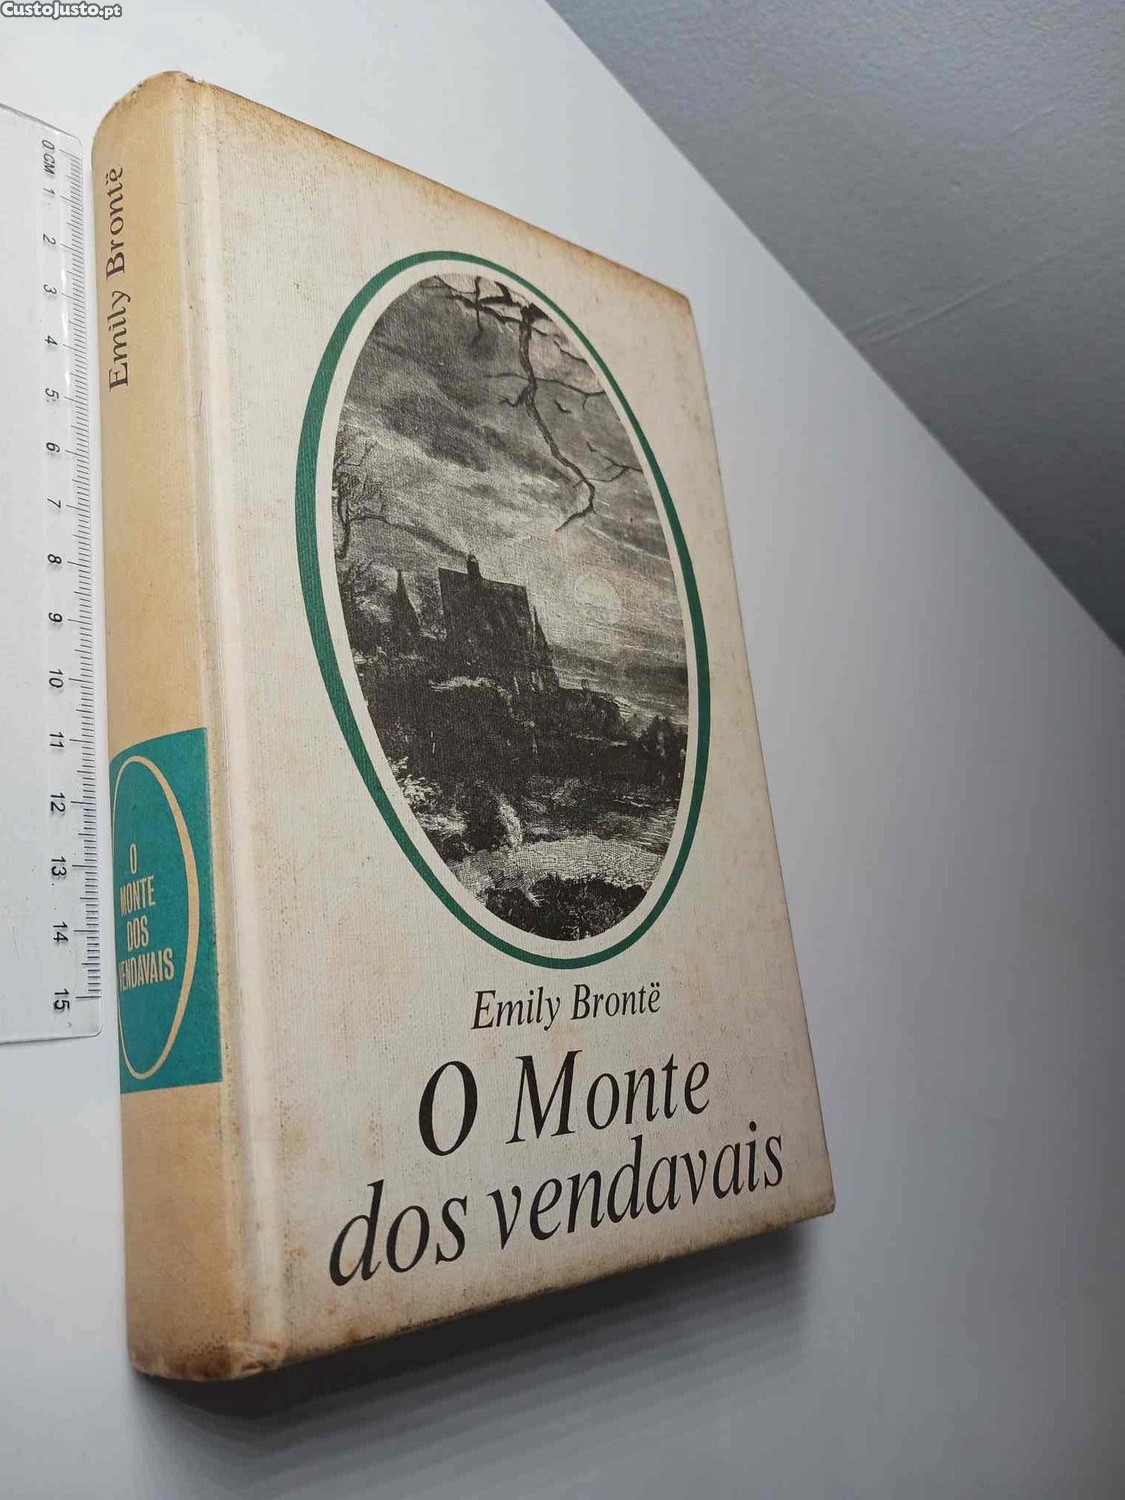 CustoJusto.pt
0 CM 1 2 3 4 5 6 7 8 9 10 11 12 13 14 15
Emily Brontë
O
MONTE
DOS
VENDAVAIS
Emily Brontë
O Monte
dos vendavais